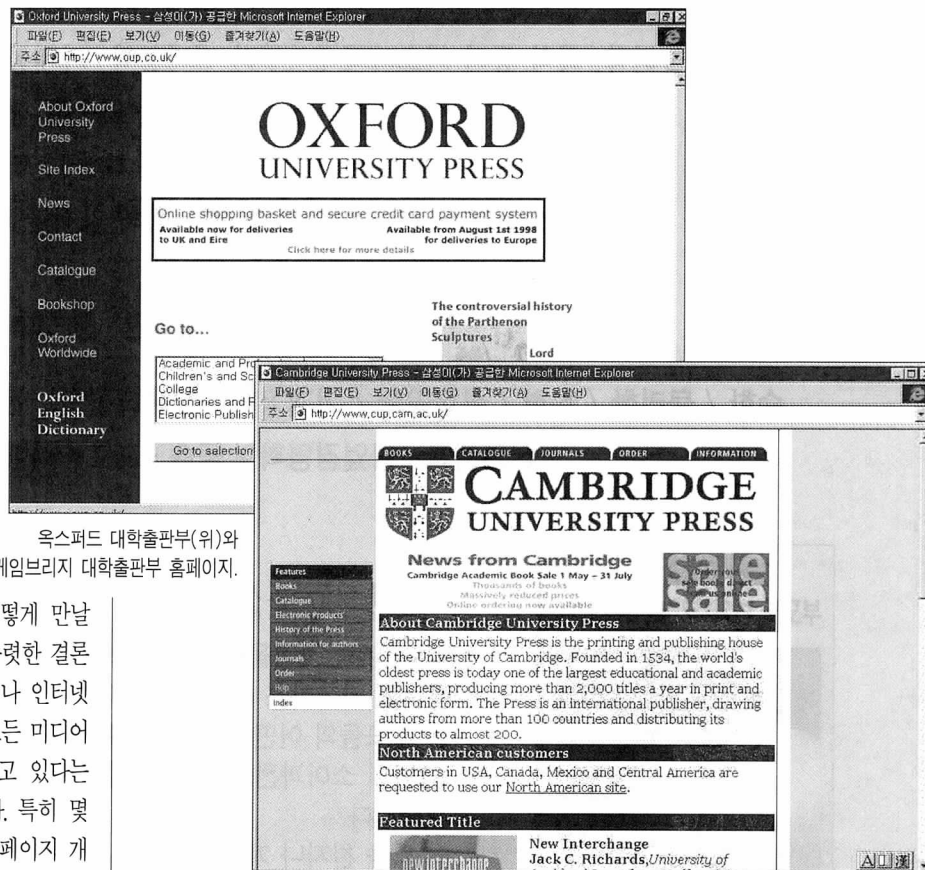 Oxford University Press - 삼성이(가) 공급한 Microsoft Internet Explorer
파일(F) 편집(E) 보기(V) 이동(G) 즐겨찾기(A) 도움말(H)
주소 http://www.oup.co.uk/
About Oxford
University
Press
Site Index
News
Contact
Catalogue
Bookshop
Oxford
Worldwide
Oxford
English
Dictionary
OXFORD
UNIVERSITY PRESS
Online shopping basket and secure credit card payment system
Available now for deliveries
to UK and Eire
Available from August 1st 1998
for deliveries to Europe
Click here for more details
The controversial history
of the Parthenon
Sculptures
Lord
Go to...
Academic and
Children's and
College
Dictionaries and
Electronic
Go to selection
Cambridge University Press - 삼성이(가) 공급한 Microsoft Internet Explorer
파일(F) 편집(E) 보기(V) 이동(G) 즐겨찾기(A) 도움말(H)
주소 http://www.cup.cam.ac.uk/
BOOKS CATALOGUE JOURNALS ORDER INFORMATION
CAMBRIDGE
UNIVERSITY PRESS
News from Cambridge
Cambridge Academic Book Sale 1 May - 31 July
Thousands of books
Massively reduced prices
Online ordering now available
sale
Order your
sale books direct
call us online
sale
Features
Books
Catalogue
Electronic Products
History of the Press
Information for authors
Journals
Order
Help
Index
About Cambridge University Press
Cambridge University Press is the printing and publishing house
of the University of Cambridge. Founded in 1534, the world's
oldest press is today one of the largest educational and academic
publishers, producing more than 2,000 titles a year in print and
electronic form. The Press is an international publisher, drawing
authors from more than 100 countries and distributing its
products to almost 200.
North American customers
Customers in USA, Canada, Mexico and Central America are
requested to use our North American site.
Featured Title
new interchange
New Interchange
Jack C. Richards, University of
옥스퍼드 대학출판부(위)와
케임브리지 대학출판부 홈페이지.
떻게 만날
렷한 결론
나 인터넷
든 미디어
고 있다는
특히 몇
페이지 개
A 漢